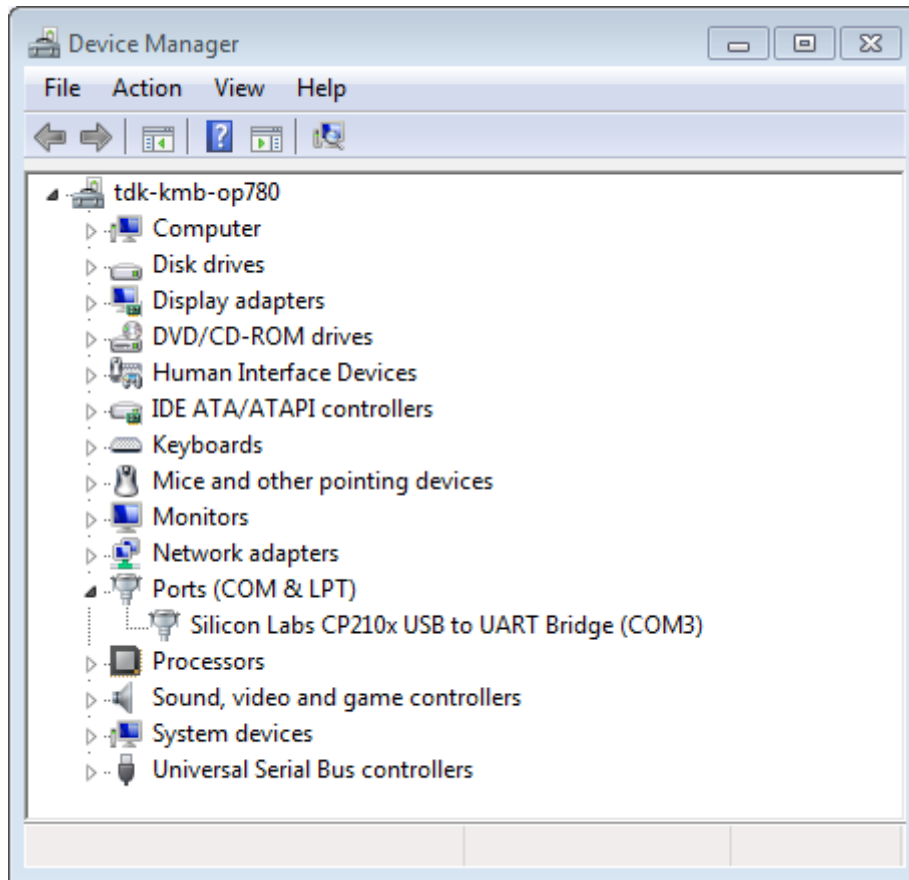 Device Manager
File Action View Help
tdk-kmb-op780
Computer
Disk drives
Display adapters
DVD/CD-ROM drives
Human Interface Devices
IDE ATA/ATAPI controllers
Keyboards
Mice and other pointing devices
Monitors
Network adapters
Ports (COM & LPT)
Silicon Labs CP210x USB to UART Bridge (COM3)
Processors
Sound, video and game controllers
System devices
Universal Serial Bus controllers